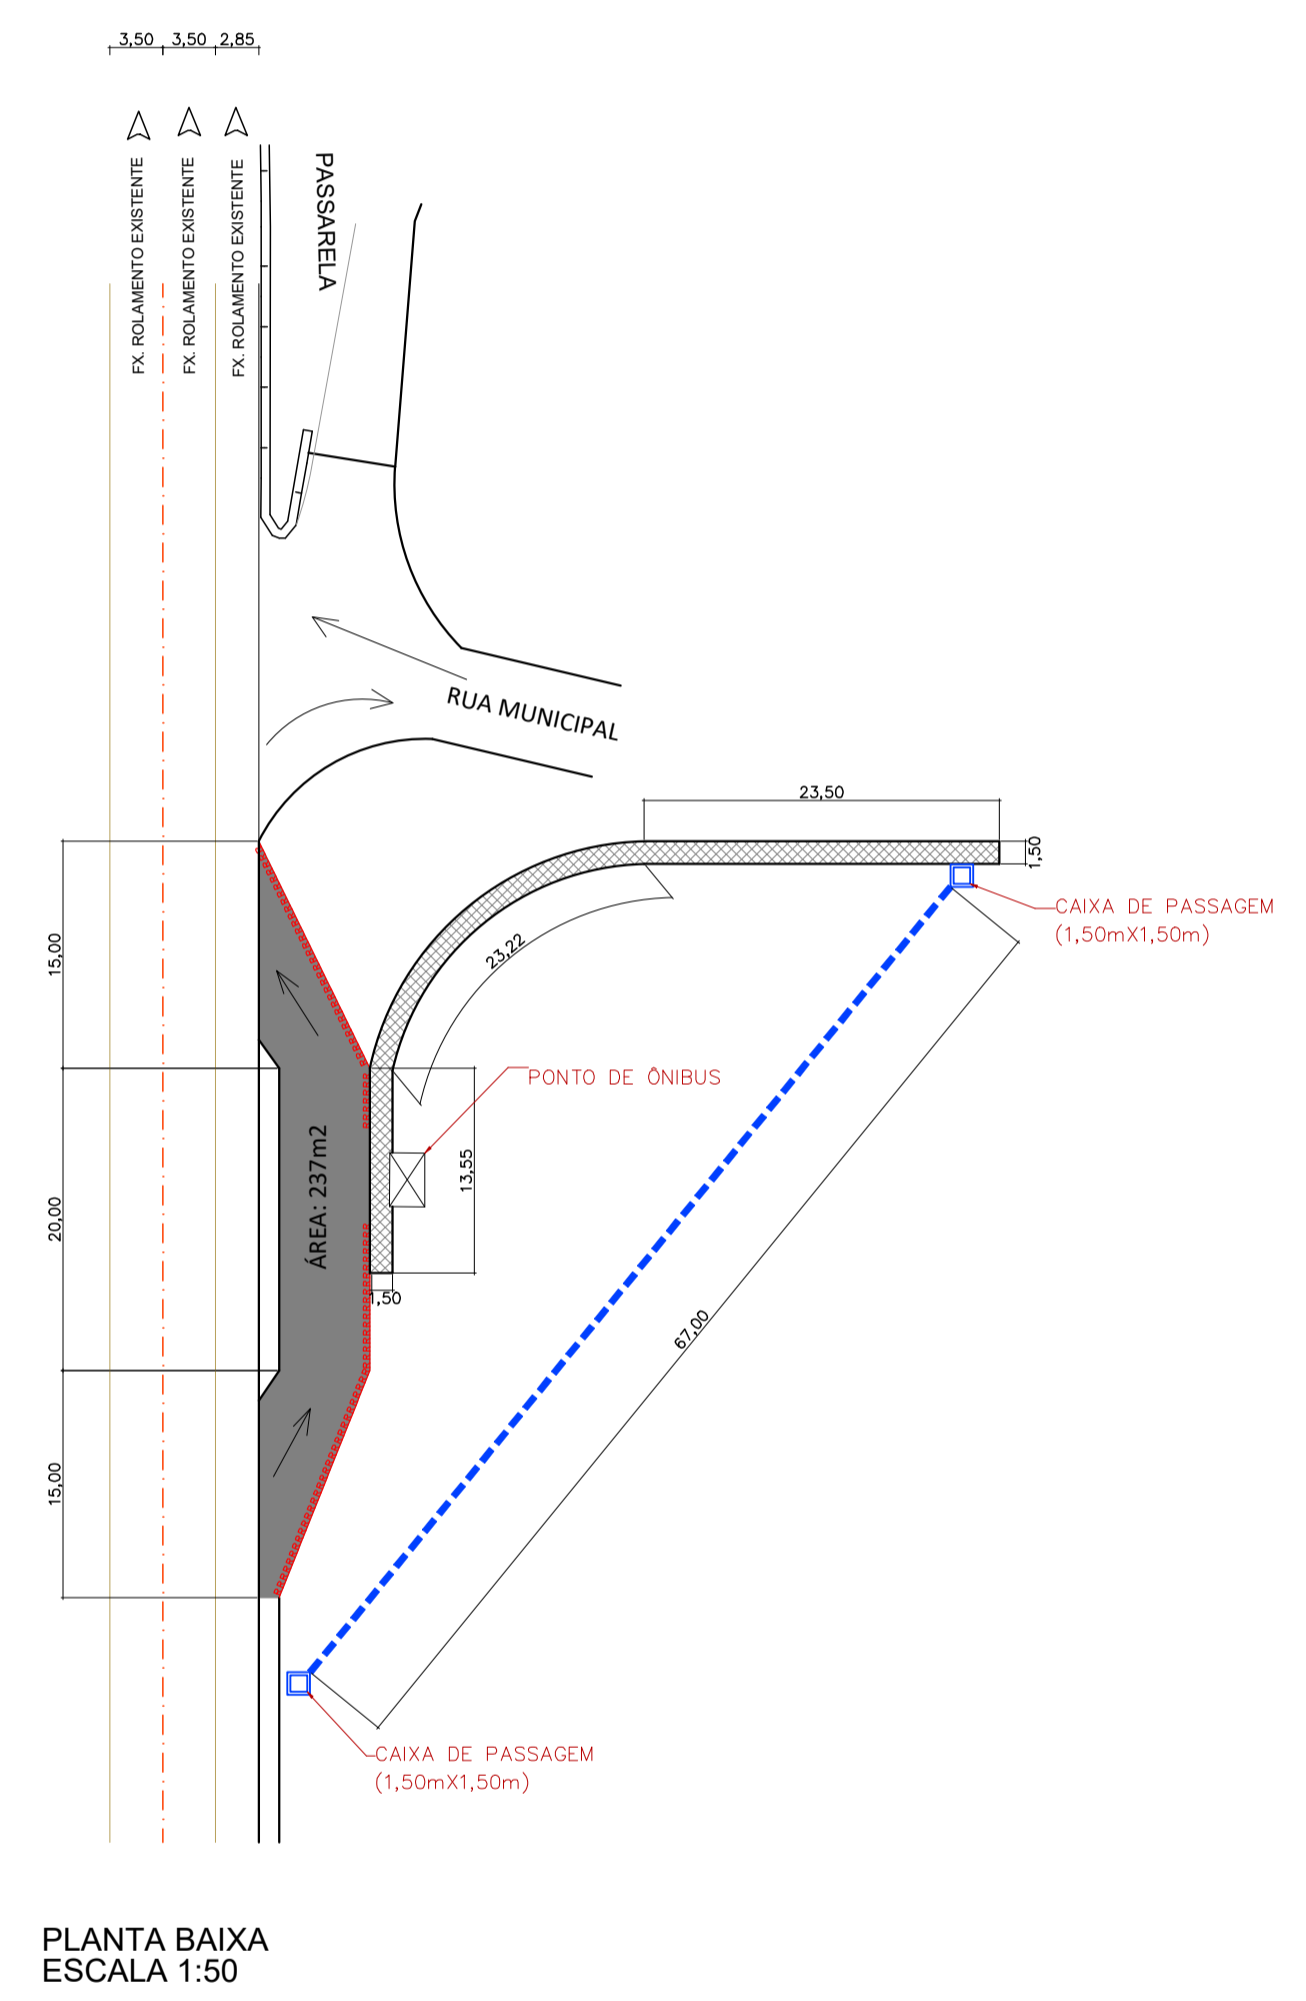 3,50
3,50
2,85
FX. ROLAMENTO EXISTENTE
FX. ROLAMENTO EXISTENTE
FX. ROLAMENTO EXISTENTE
PASSARELA
RUA MUNICIPAL
23,50
1,50
CAIXA DE PASSAGEM
(1,50mX1,50m)
15,00
23,22
PONTO DE ÔNIBUS
13,55
ÁREA: 237m2
20,00
1,50
67,00
15,00
CAIXA DE PASSAGEM
(1,50mX1,50m)
PLANTA BAIXA
ESCALA 1:50